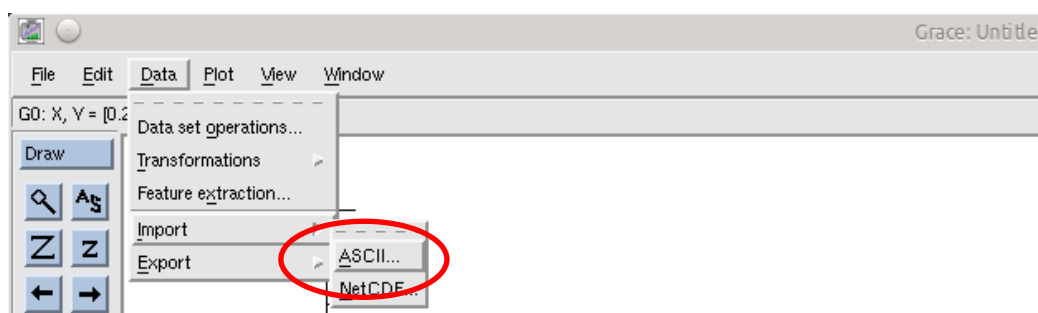 Grace: Untitle
File Edit Data Plot View Window
G0: X, Y = [0.2
Data set operations...
Draw
Transformations
Feature extraction...
AS
Import
Z z
ASCII...
Export
NetCDF...